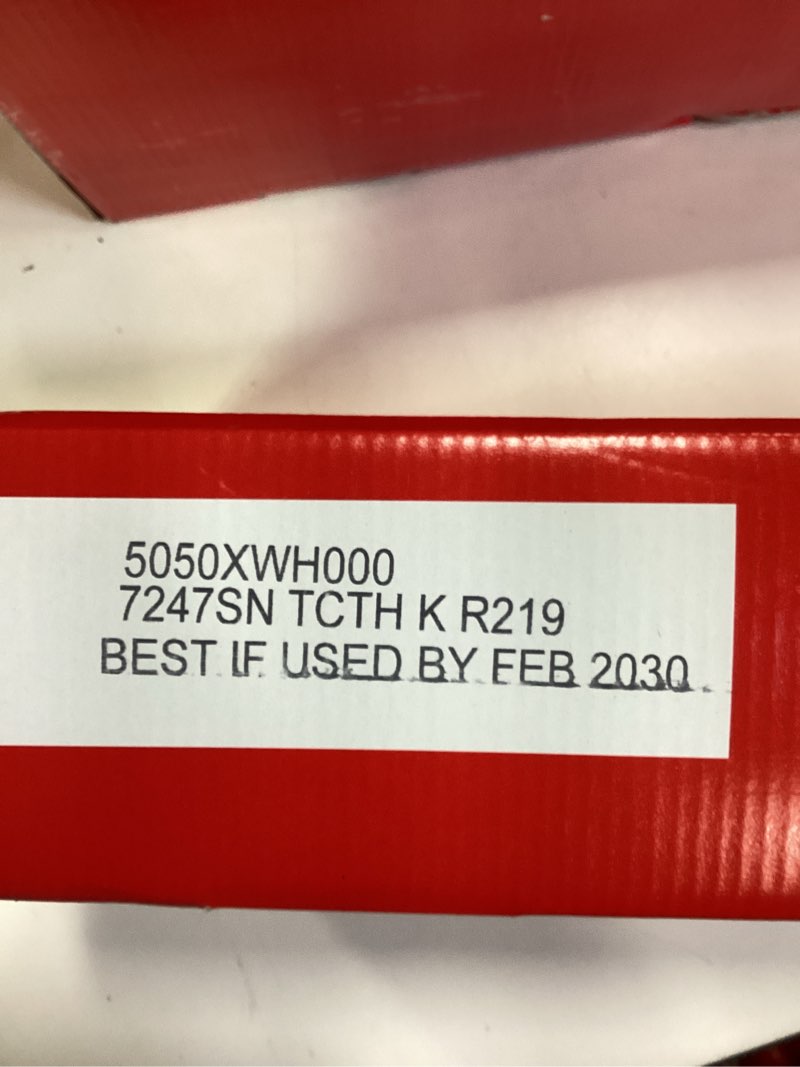 5050XWH000
7247SN TCTH K R219
BEST IF USED BY FEB 2030